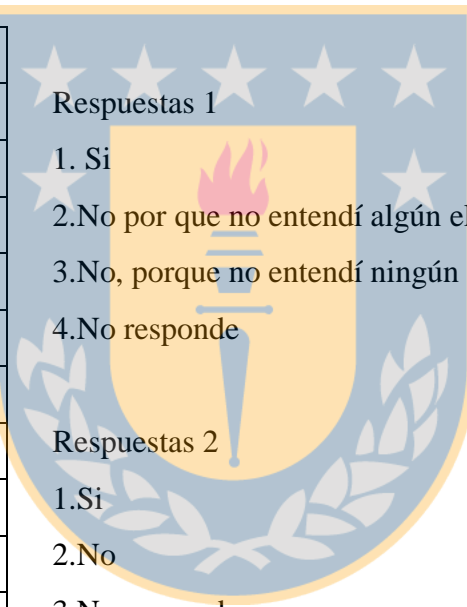 Respuestas 1
1. Si
2.No por que no entendí algún
3.No, porque no entendí ningún
4.No responde
Respuestas 2
1.Si
2.No